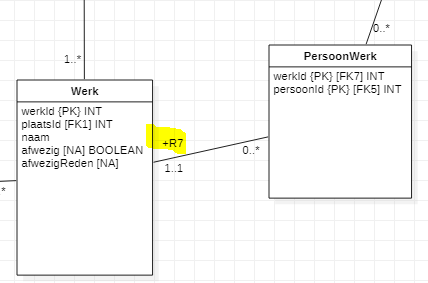 0..*
PersoonWerk
werkId {PK} [FK7] INT
persoonId {PK} [FK5] INT
1..*
Werk
werkId {PK} INT
plaatsId [FK1] INT
naam
afwezig [NA] BOOLEAN
afwezigReden [NA]
+R7
1..1
0..*
*